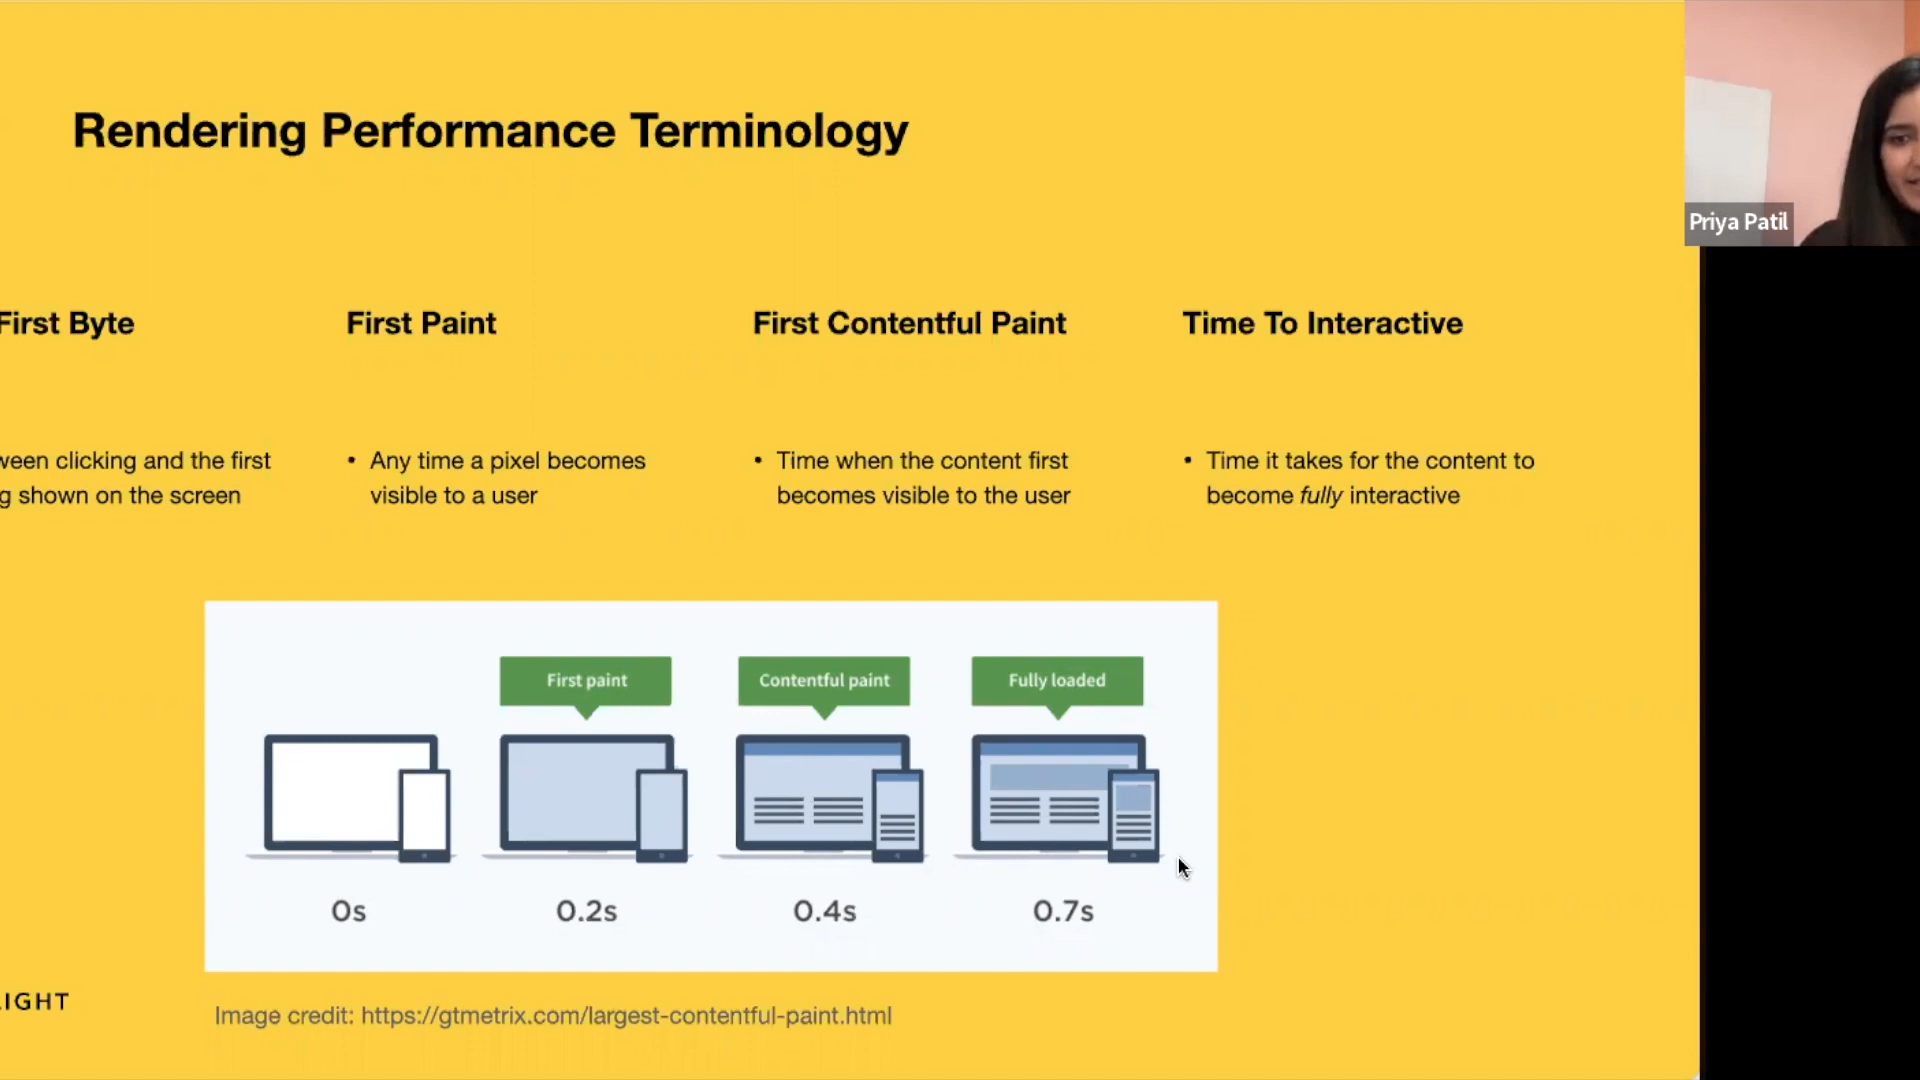 Rendering Performance Terminology
Priya Patil
First Byte
First Paint
First Contentful Paint
Time To Interactive
clicking and the first
shown on the screen
• Any time a pixel becomes
visible to a user
• Time when the content first
becomes visible to the user
• Time it takes for the content to
become fully interactive
First paint
Contentful paint
Fully loaded
0s
0.2s
0.4s
0.7s
IGHT
Image credit: https://gtmetrix.com/largest-contentful-paint.html